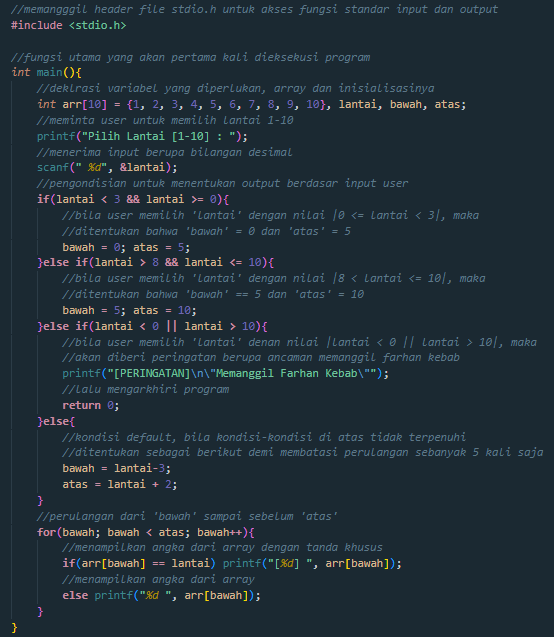 //memangggil header file stdio.h untuk akses fungsi standar input dan output
#include <stdio.h>
//fungsi utama yang akan pertama kali dieksekusi program
int main(){
//deklrasi variabel yang diperlukan, array dan inisialisasinya
int arr[10] = {1, 2, 3, 4, 5, 6, 7, 8, 9, 10}, lantai, bawah, atas;
//meminta user untuk memilih lantai 1-10
printf("Pilih Lantai [1-10] : ");
//menerima input berupa bilangan desimal
scanf(" %d", &lantai);
//pengondisian untuk menentukan output berdasar input user
if(lantai < 3 && lantai >= 0){
//bila user memilih 'lantai' dengan nilai |0 <= lantai < 3|, maka
//ditentukan bahwa 'bawah' = 0 dan 'atas' = 5
bawah = 0; atas = 5;
}else if(lantai > 8 && lantai <= 10){
//bila user memilih 'lantai' dengan nilai |8 < lantai <= 10|, maka
//ditentukan bahwa 'bawah' == 5 dan 'atas' = 10
bawah = 5; atas = 10;
}else if(lantai < 0 || lantai > 10){
//bila user memilih 'lantai' denan nilai |lantai < 0 || lantai > 10|, maka
//akan diberi peringatan berupa ancaman memanggil farhan kebab
printf("[PERINGATAN]\n\"Memanggil Farhan Kebab\"");
//lalu mengarkhiri program
return 0;
}else{
//kondisi default, bila kondisi-kondisi di atas tidak terpenuhi
//ditentukan sebagai berikut demi membatasi perulangan sebanyak 5 kali saja
bawah = lantai-3;
atas = lantai + 2;
}
//perulangan dari 'bawah' sampai sebelum 'atas'
for(bawah; bawah < atas; bawah++){
//menampilkan angka dari array dengan tanda khusus
if(arr[bawah] == lantai) printf("[%d] ", arr[bawah]);
//menampilkan angka dari array
else printf("%d ", arr[bawah]);
}
}